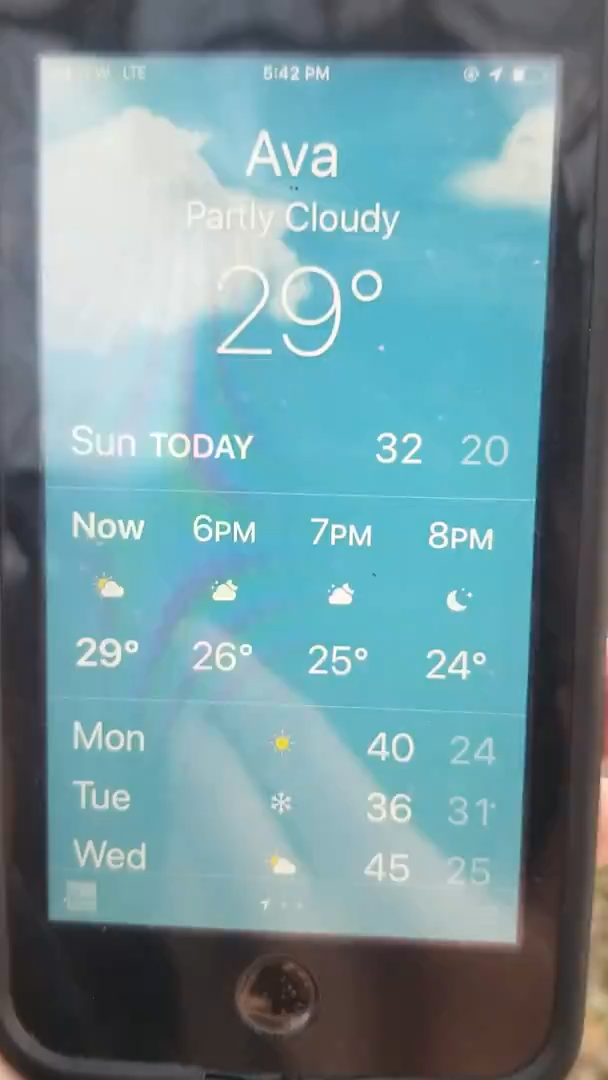 LTE 5:42 PM
Ava
Partly Cloudy
29°
Sun TODAY 32 20
Now 6PM 7PM 8PM
29° 26° 25° 24°
Mon 40 24
Tue 36 31
Wed 45 25